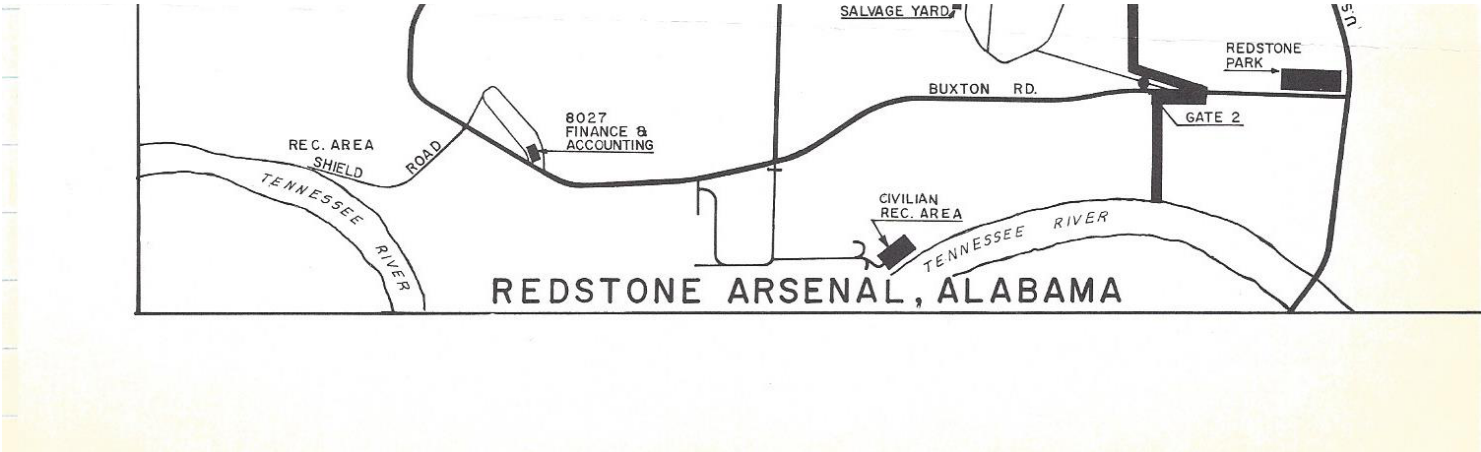 SALVAGE YARD
U.S.
REDSTONE
PARK
BUXTON RD.
GATE 2
8027
FINANCE &
ACCOUNTING
REC. AREA
SHIELD ROAD
TENNESSEE RIVER
CIVILIAN
REC. AREA
TENNESSEE RIVER
REDSTONE ARSENAL, ALABAMA